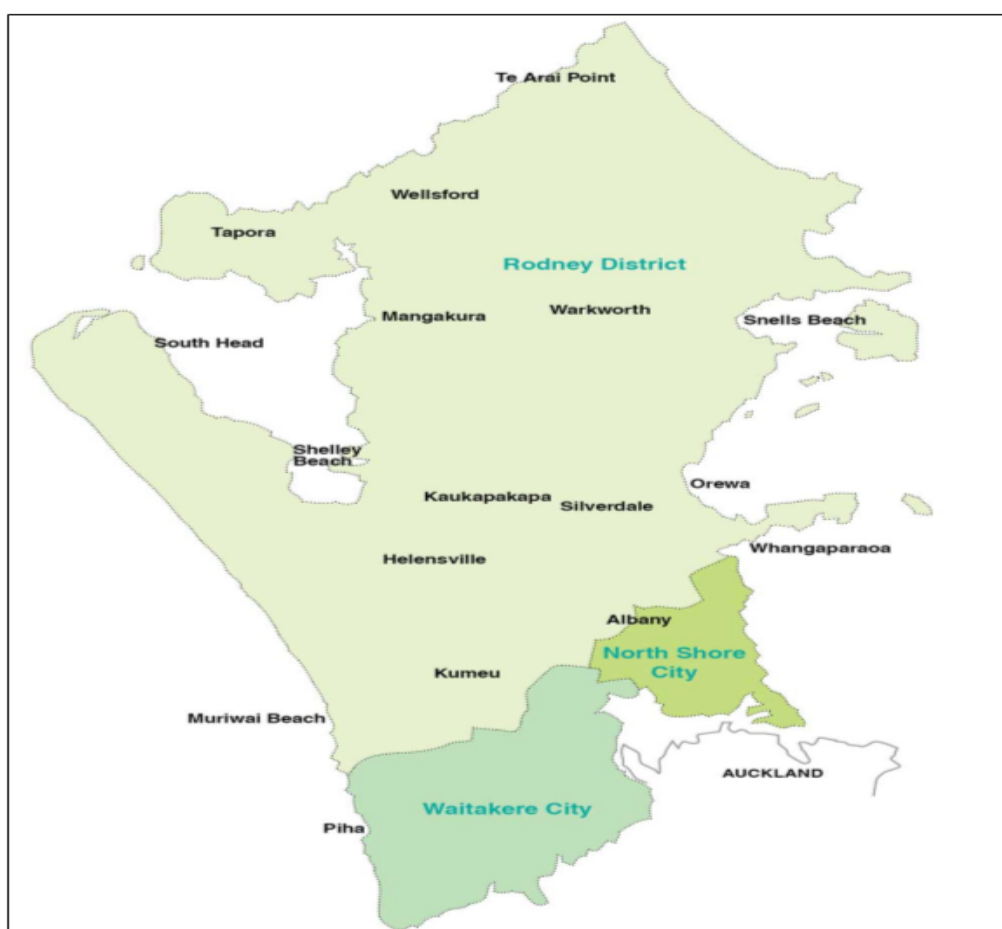 Te Arai Point
Wellsford
Tapora
Rodney District
Warkworth
Mangakura
Snells Beach
South Head
Shelley
Beach
Orewa
Kaukapakapa
Silverdale
Whangaparaoa
Helensville
Albany
North Shore
City
Kumeu
Muriwai Beach
AUCKLAND
Waitakere City
Piha